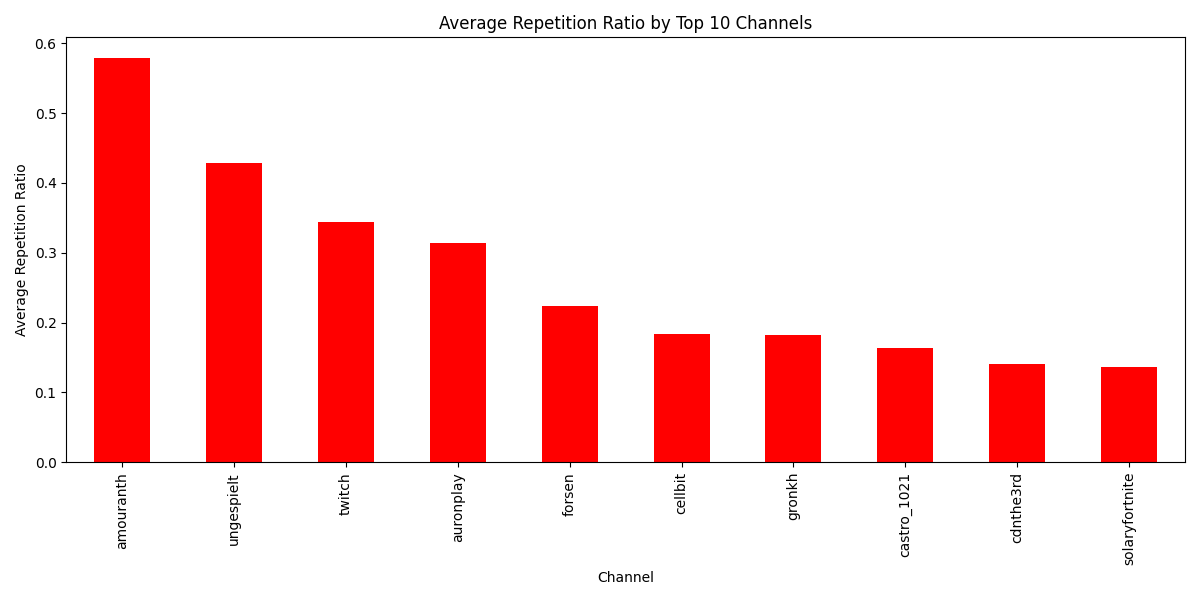 Average Repetition Ratio by Top 10 Channels
Average Repetition Ratio
0.6
0.5
0.4
0.3
0.2
0.1
0.0
amouranth
ungespielt
twitch
auronplay
forsen
cellbit
gronkh
castro_1021
cdnthe3rd
solaryfortnite
Channel